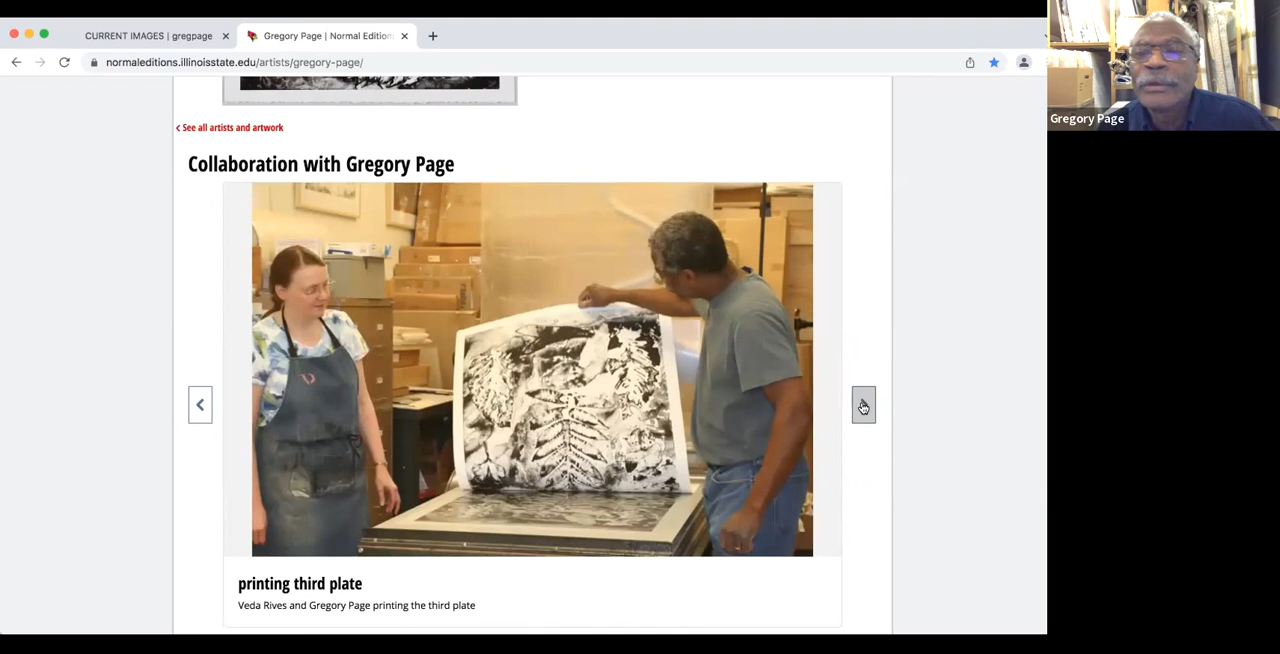 CURRENT IMAGES | gregpage
Gregory Page | Normal Editions
normaleditions.illinoisstate.edu/artists/gregory-page/
Gregory Page
See all artists and artwork
Collaboration with Gregory Page
printing third plate
Veda Rives and Gregory Page printing the third plate